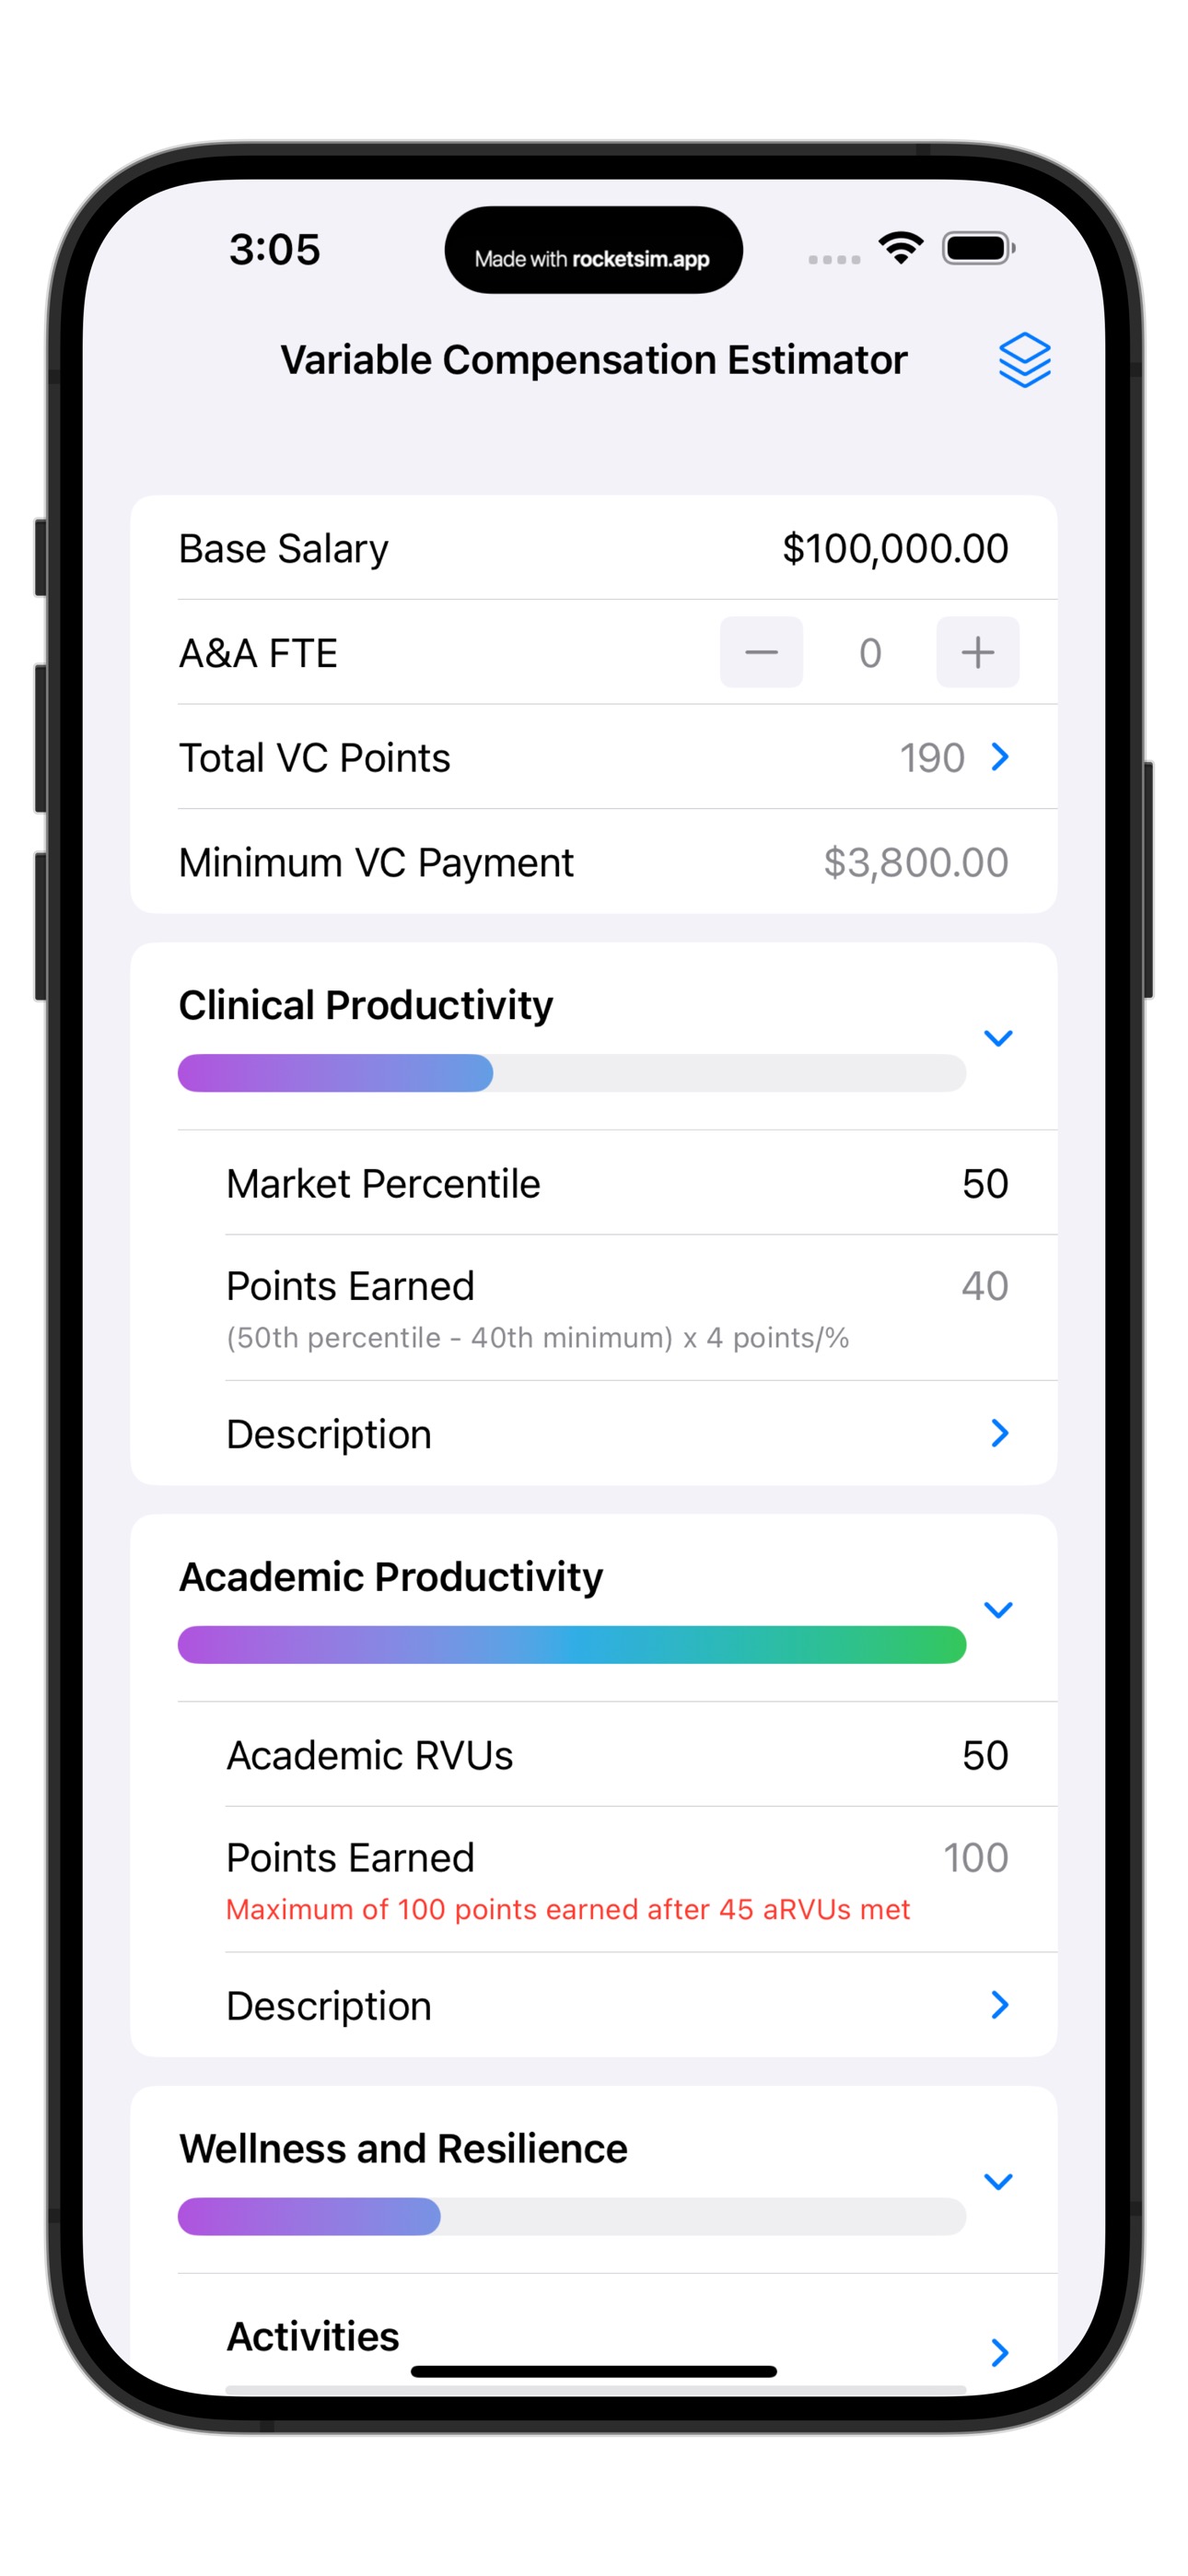 3:05
Made with rocketsim.app
Variable Compensation Estimator
Base Salary $100,000.00
A&A FTE 0
Total VC Points 190
Minimum VC Payment $3,800.00
Clinical Productivity
Market Percentile 50
Points Earned 40
(50th percentile - 40th minimum) x 4 points/%
Description
Academic Productivity
Academic RVUs 50
Points Earned 100
Maximum of 100 points earned after 45 aRVUs met
Description
Wellness and Resilience
Activities